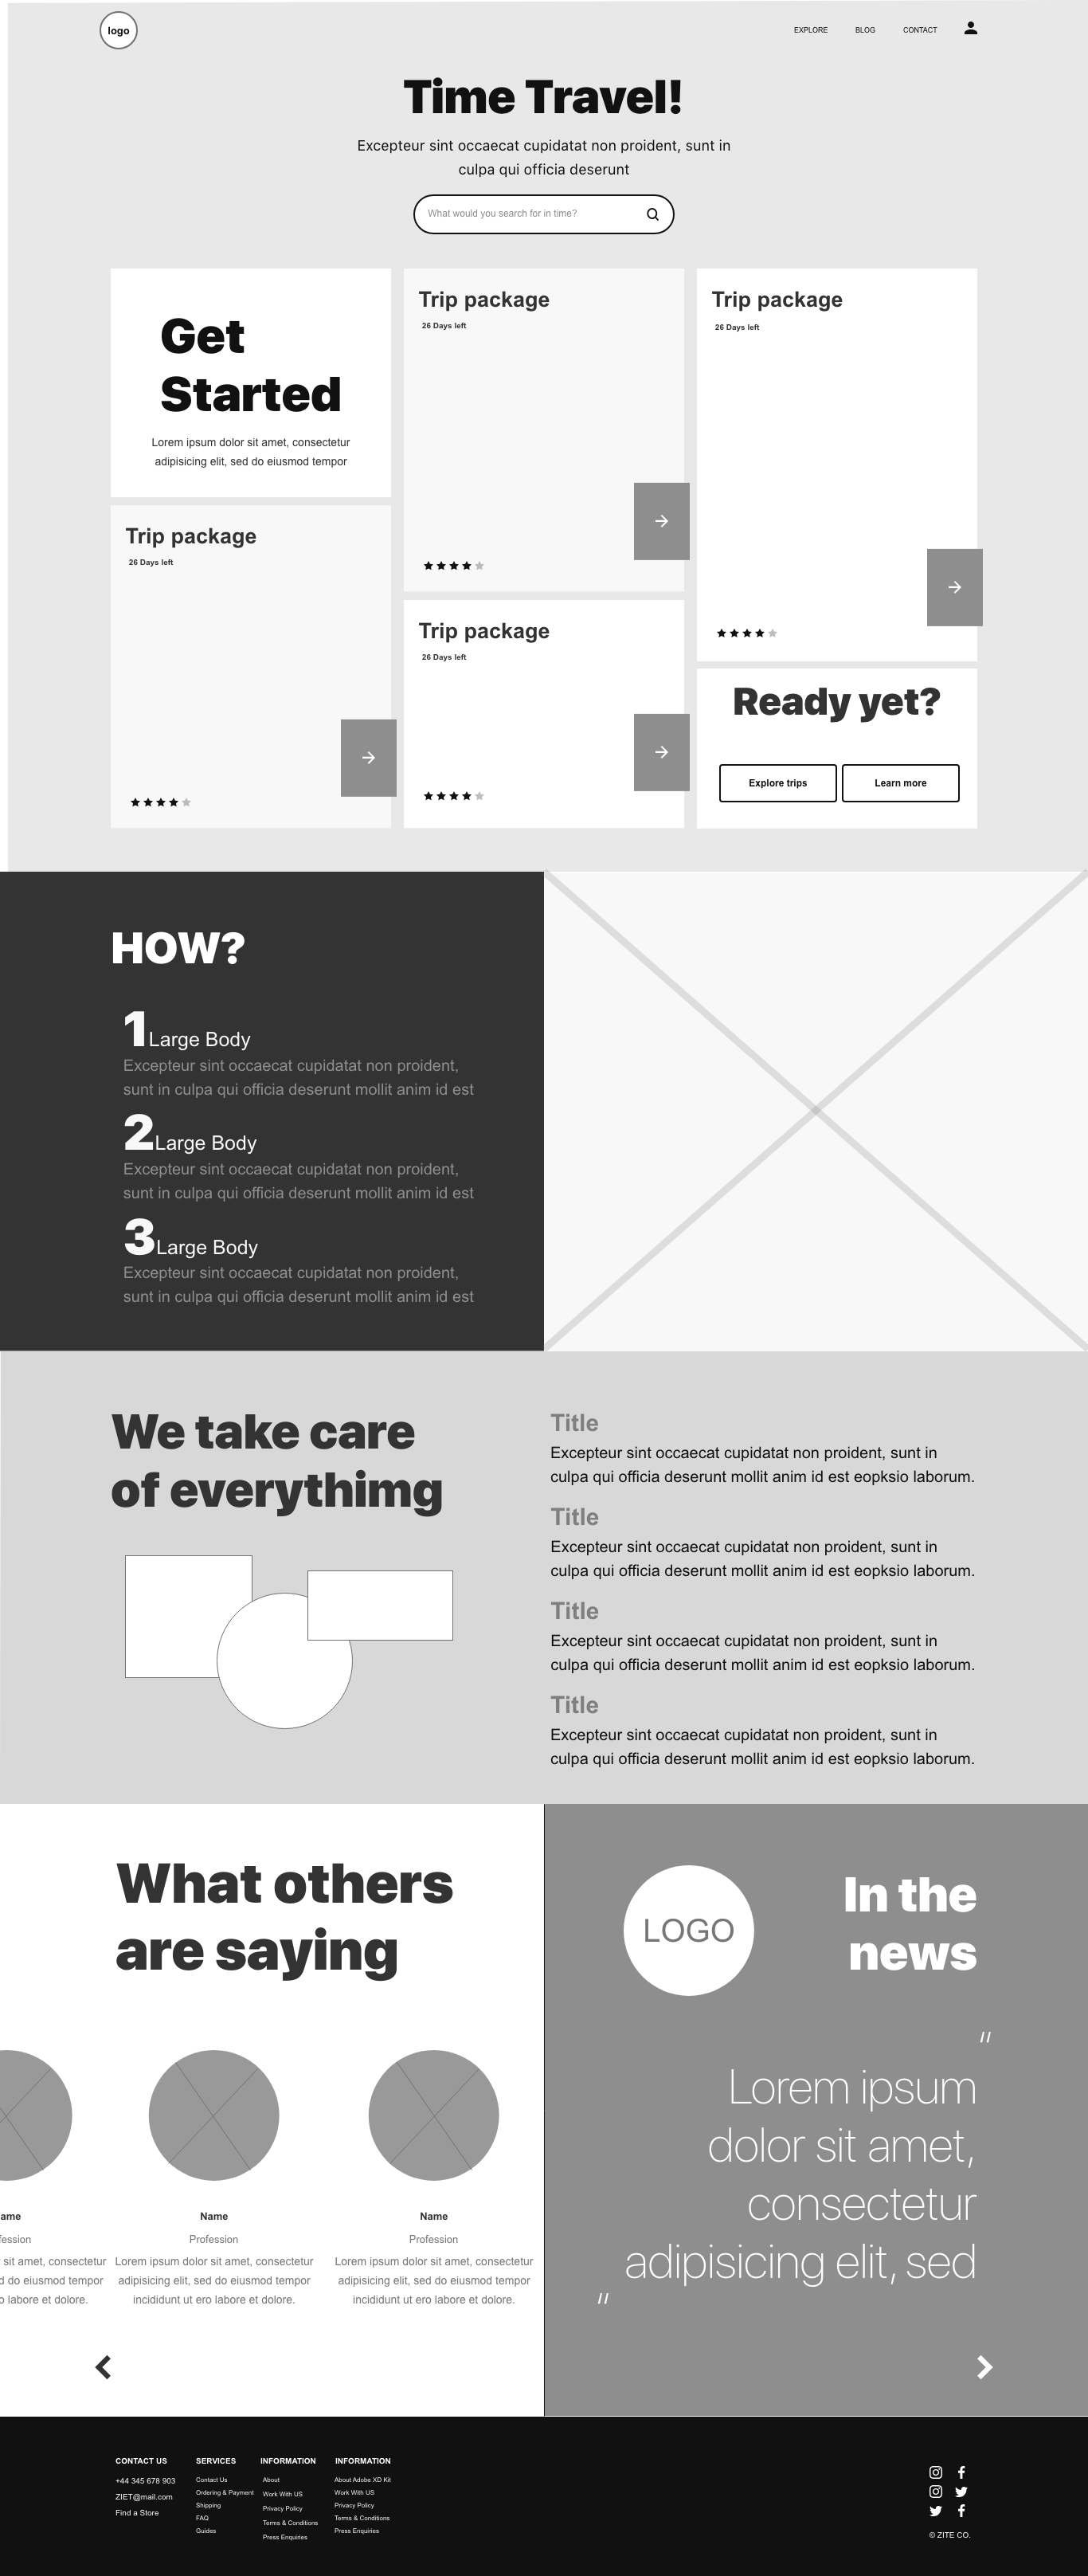 logo
EXPLORE
BLOG
CONTACT
Time Travel!
Excepteur sint occaecat cupidatat non proident, sunt in
culpa qui officia deserunt
What would you search for in time?
Get
Started
Lorem ipsum dolor sit amet, consectetur
adipisicing elit, sed do eiusmod tempor
Trip package
26 Days left
Trip package
26 Days left
Trip package
26 Days left
Trip package
26 Days left
Ready yet?
Explore trips
Learn more
HOW?
1 Large Body
Excepteur sint occaecat cupidatat non proident,
sunt in culpa qui officia deserunt mollit anim id est
2 Large Body
Excepteur sint occaecat cupidatat non proident,
sunt in culpa qui officia deserunt mollit anim id est
3 Large Body
Excepteur sint occaecat cupidatat non proident,
sunt in culpa qui officia deserunt mollit anim id est
We take care
of everythimg
Title
Excepteur sint occaecat cupidatat non proident, sunt in
culpa qui officia deserunt mollit anim id est eopksio laborum.
Title
Excepteur sint occaecat cupidatat non proident, sunt in
culpa qui officia deserunt mollit anim id est eopksio laborum.
Title
Excepteur sint occaecat cupidatat non proident, sunt in
culpa qui officia deserunt mollit anim id est eopksio laborum.
Title
Excepteur sint occaecat cupidatat non proident, sunt in
culpa qui officia deserunt mollit anim id est eopksio laborum.
What others
are saying
ame
fession
sit amet, consectetur
d do eiusmod tempor
o labore et dolore.
Name
Profession
Lorem ipsum dolor sit amet, consectetur
adipisicing elit, sed do eiusmod tempor
incididunt ut ero labore et dolore.
Name
Profession
Lorem ipsum dolor sit amet, consectetur
adipisicing elit, sed do eiusmod tempor
incididunt ut ero labore et dolore.
LOGO
In the
news
"
Lorem ipsum
dolor sit amet,
consectetur
adipisicing elit, sed
"
CONTACT US
+44 345 678 903
ZIET@mail.com
Find a Store
SERVICES
Contact Us
Ordering & Payment
Shipping
FAQ
Guides
INFORMATION
About
Work With US
Privacy Policy
Terms & Conditions
Press Enquiries
INFORMATION
About Adobe XD Kit
Work With US
Privacy Policy
Terms & Conditions
Press Enquiries
© ZITE CO.